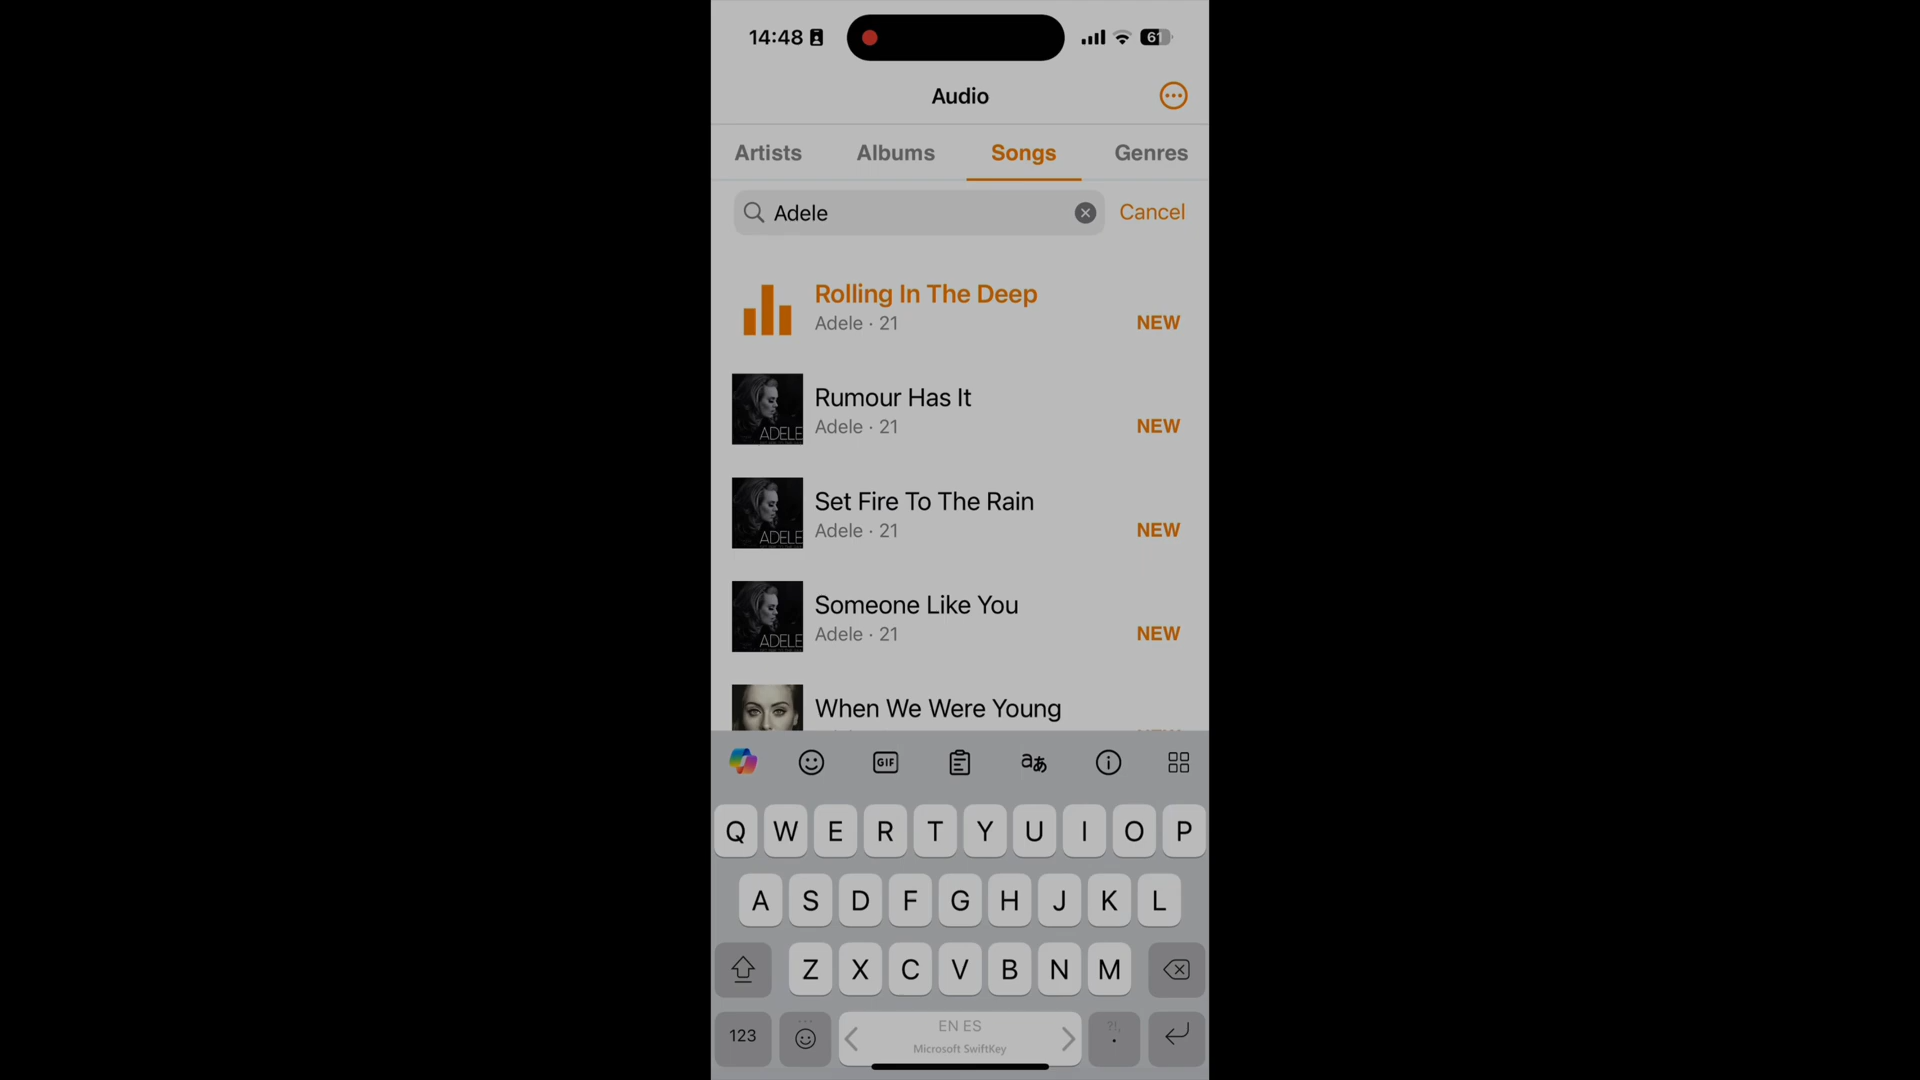 14:48
61
Audio
Artists Albums Songs Genres
Adele
Cancel
Rolling In The Deep
Adele · 21
NEW
ADELE
Rumour Has It
Adele · 21
NEW
ADELE
Set Fire To The Rain
Adele · 21
NEW
ADELE
Someone Like You
Adele · 21
NEW
When We Were Young
GIF
aあ
Q W E R T Y U I O P
A S D F G H J K L
Z X C V B N M
123
EN ES
Microsoft SwiftKey
?!,
.